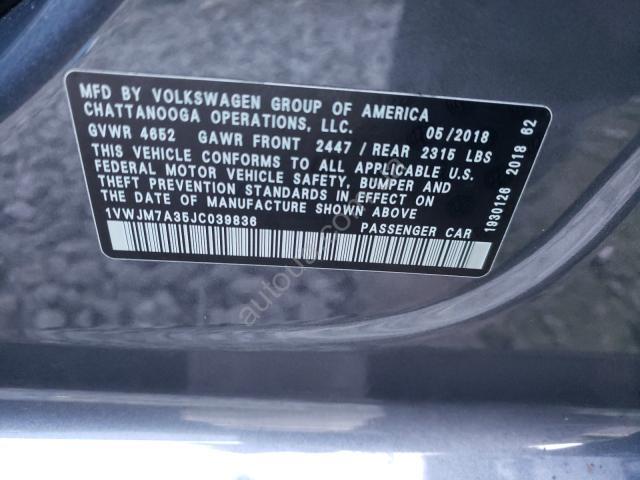 MFD BY VOLKSWAGEN GROUP OF AMERICA
CHATTANOOGA OPERATIONS, LLC. 05/2018
GVWR 4652 GAWR FRONT 2447 / REAR 2315 LBS
THIS VEHICLE CONFORMS TO ALL APPLICABLE U.S.
FEDERAL MOTOR VEHICLE SAFETY, BUMPER AND
THEFT PREVENTION STANDARDS IN EFFECT ON THE
DATE OF MANUFACTURE SHOWN ABOVE
1VWJM7A35JC039836 PASSENGER CAR
1930126 2018 62